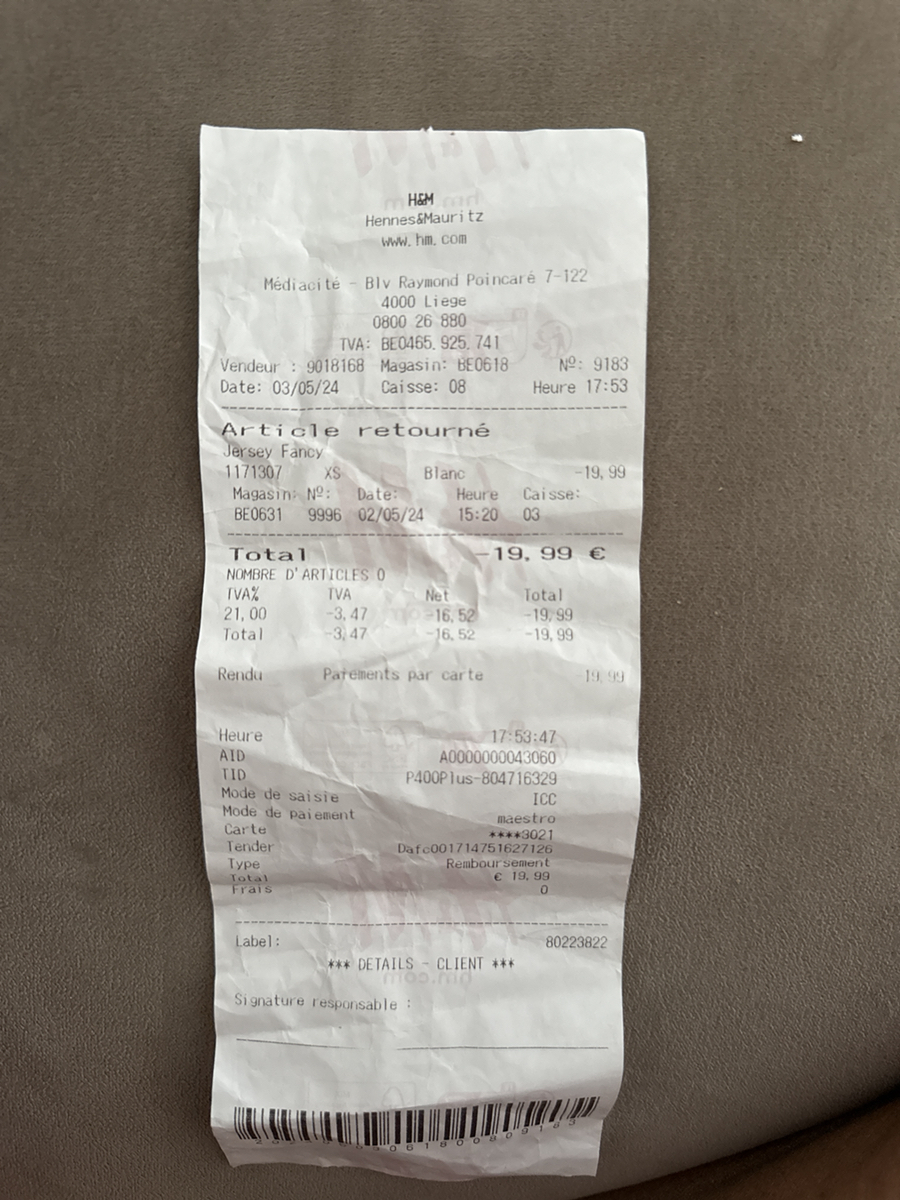 H&M
Hennes&Mauritz
www.hm.com
Médiacité - Blv Raymond Poincaré 7-122
4000 Liege
0800 26 880
TVA: BE0465.925.741
Vendeur : 9018168 Magasin: BE0618 Nº: 9183
Date: 03/05/24 Caisse: 08 Heure 17:53
Article retourné
Jersey Fancy
1171307 XS Blanc -19,99
Magasin: Nº: Date: Heure Caisse:
BE0631 9996 02/05/24 15:20 03
Total -19,99 €
NOMBRE D'ARTICLES 0
TVA% TVA Net Total
21,00 -3,47 -16,52 -19,99
Total -3,47 -16,52 -19,99
Rendu Paiements par carte -19,99
Heure 17:53:47
AID A0000000043060
TID P400Plus-804716329
Mode de saisie ICC
Mode de paiement maestro
Carte ****3021
Tender Dafc001714751627126
Type Remboursement
Total € 19,99
Frais 0
Label: 80223822
*** DETAILS - CLIENT ***
Signature responsable :